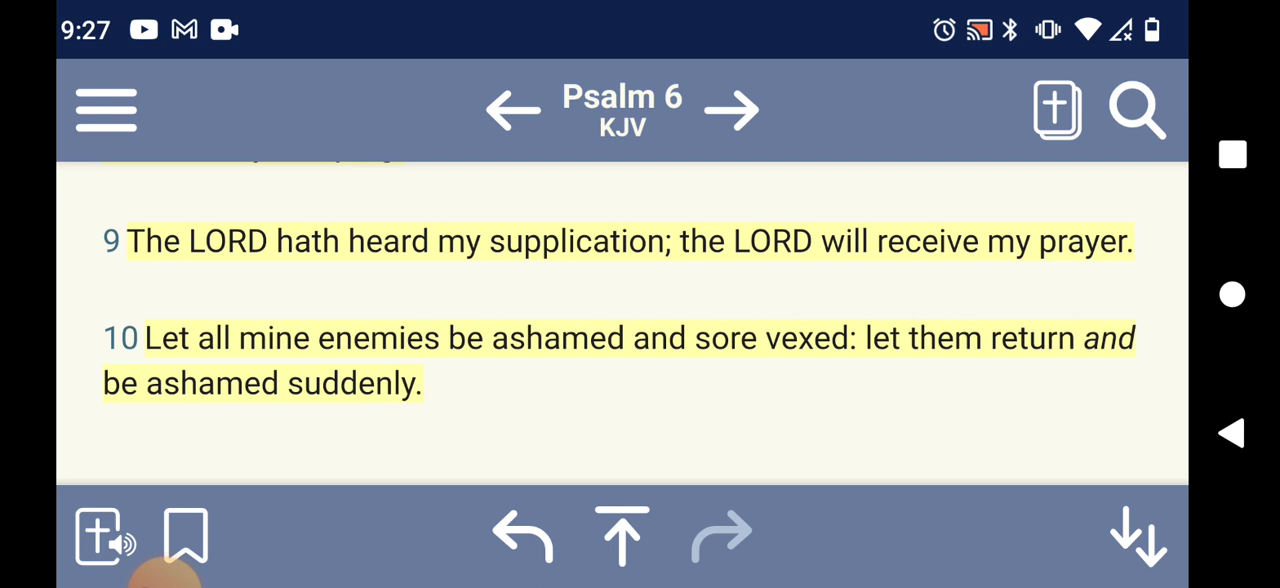 9:27
Psalm 6
KJV
9 The LORD hath heard my supplication; the LORD will receive my prayer.
10 Let all mine enemies be ashamed and sore vexed: let them return and
be ashamed suddenly.